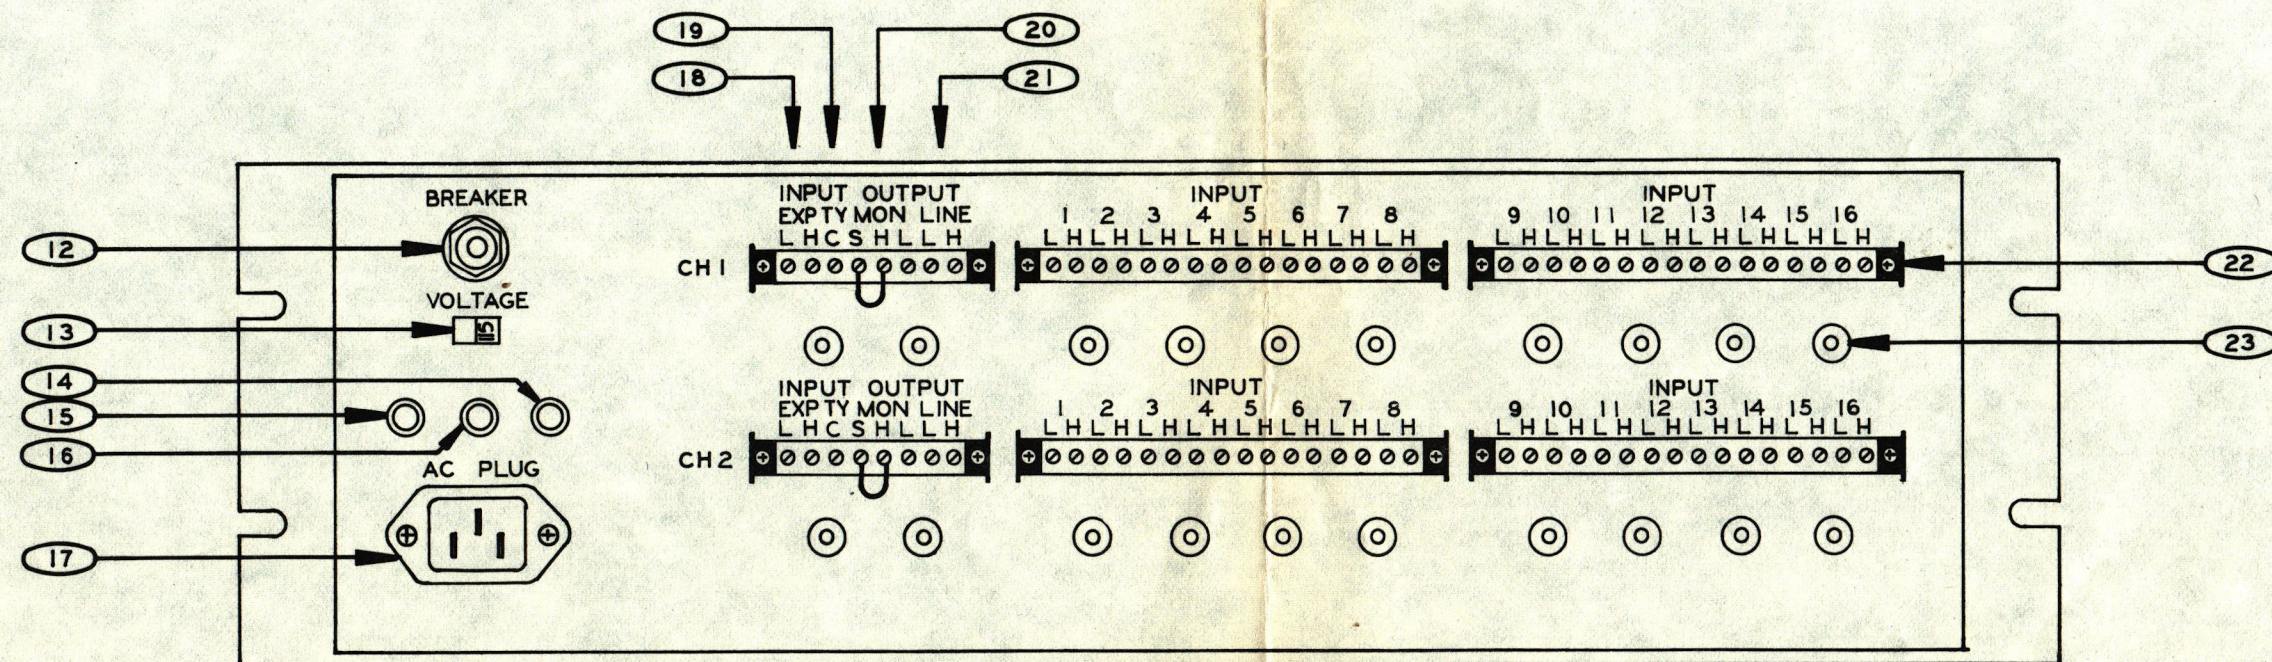 19
20
18
21
BREAKER
INPUT OUTPUT
INPUT
INPUT
EXP TY MON LINE
1 2 3 4 5 6 7 8
9 10 11 12 13 14 15 16
L H C S H L L H
L H L H L H L H L H L H L H L H
L H L H L H L H L H L H L H L H
12
CH 1
22
VOLTAGE
13
115
23
14
INPUT OUTPUT
INPUT
INPUT
15
EXP TY MON LINE
1 2 3 4 5 6 7 8
9 10 11 12 13 14 15 16
L H C S H L L H
L H L H L H L H L H L H L H L H
L H L H L H L H L H L H L H L H
16
AC PLUG
CH 2
17